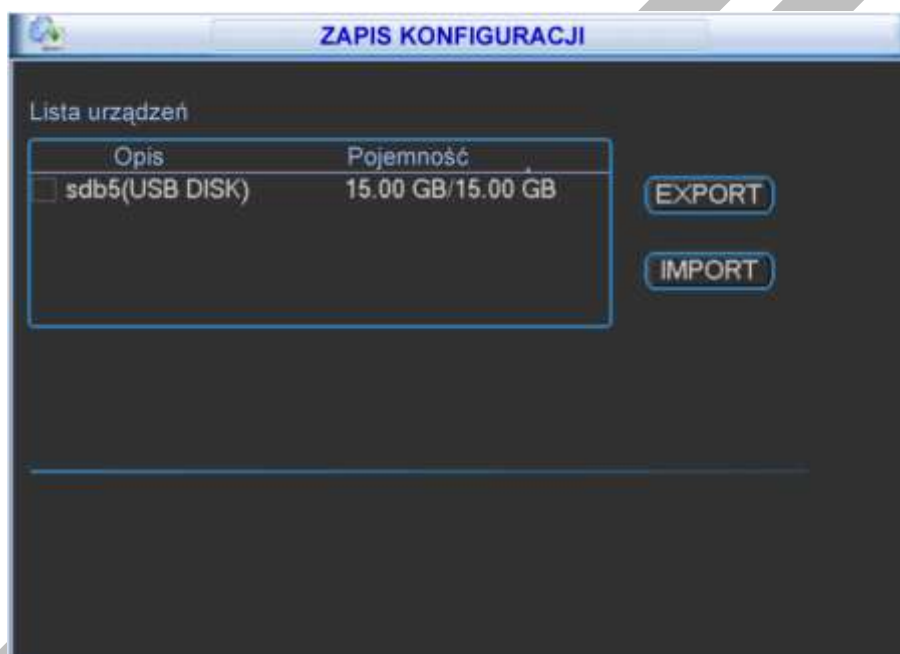 ZAPIS KONFIGURACJI
Lista urządzeń
Opis Pojemność
sdb5(USB DISK) 15.00 GB/15.00 GB
EXPORT
IMPORT